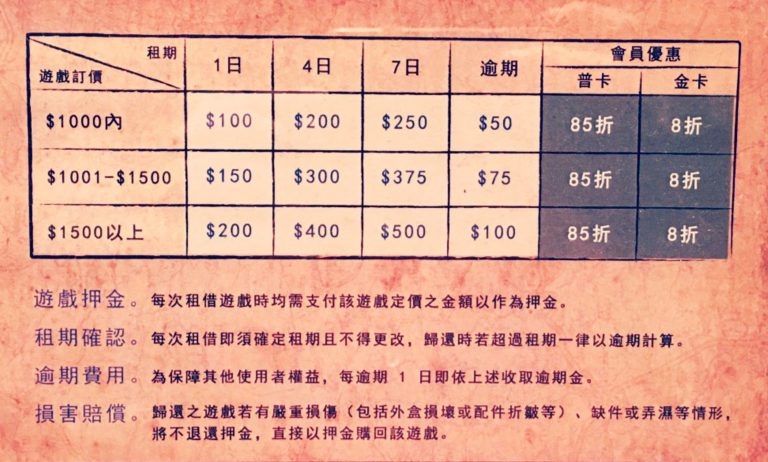 租期 1日 4日 7日 逾期 會員優惠
遊戲訂價 普卡 金卡
$1000內 $100 $200 $250 $50 85折 8折
$1001-$1500 $150 $300 $375 $75 85折 8折
$1500以上 $200 $400 $500 $100 85折 8折
遊戲押金。每次租借遊戲時均需支付該遊戲定價之金額以作為押金。
租期確認。每次租借即須確定租期且不得更改，歸還時若超過租期一律以逾期計算。
逾期費用。為保障其他使用者權益，每逾期 1 日即依上述收取逾期金。
損害賠償。歸還之遊戲若有嚴重損傷（包括外盒損壞或配件折皺等）、缺件或弄濕等情形，
將不退還押金，直接以押金購回該遊戲。